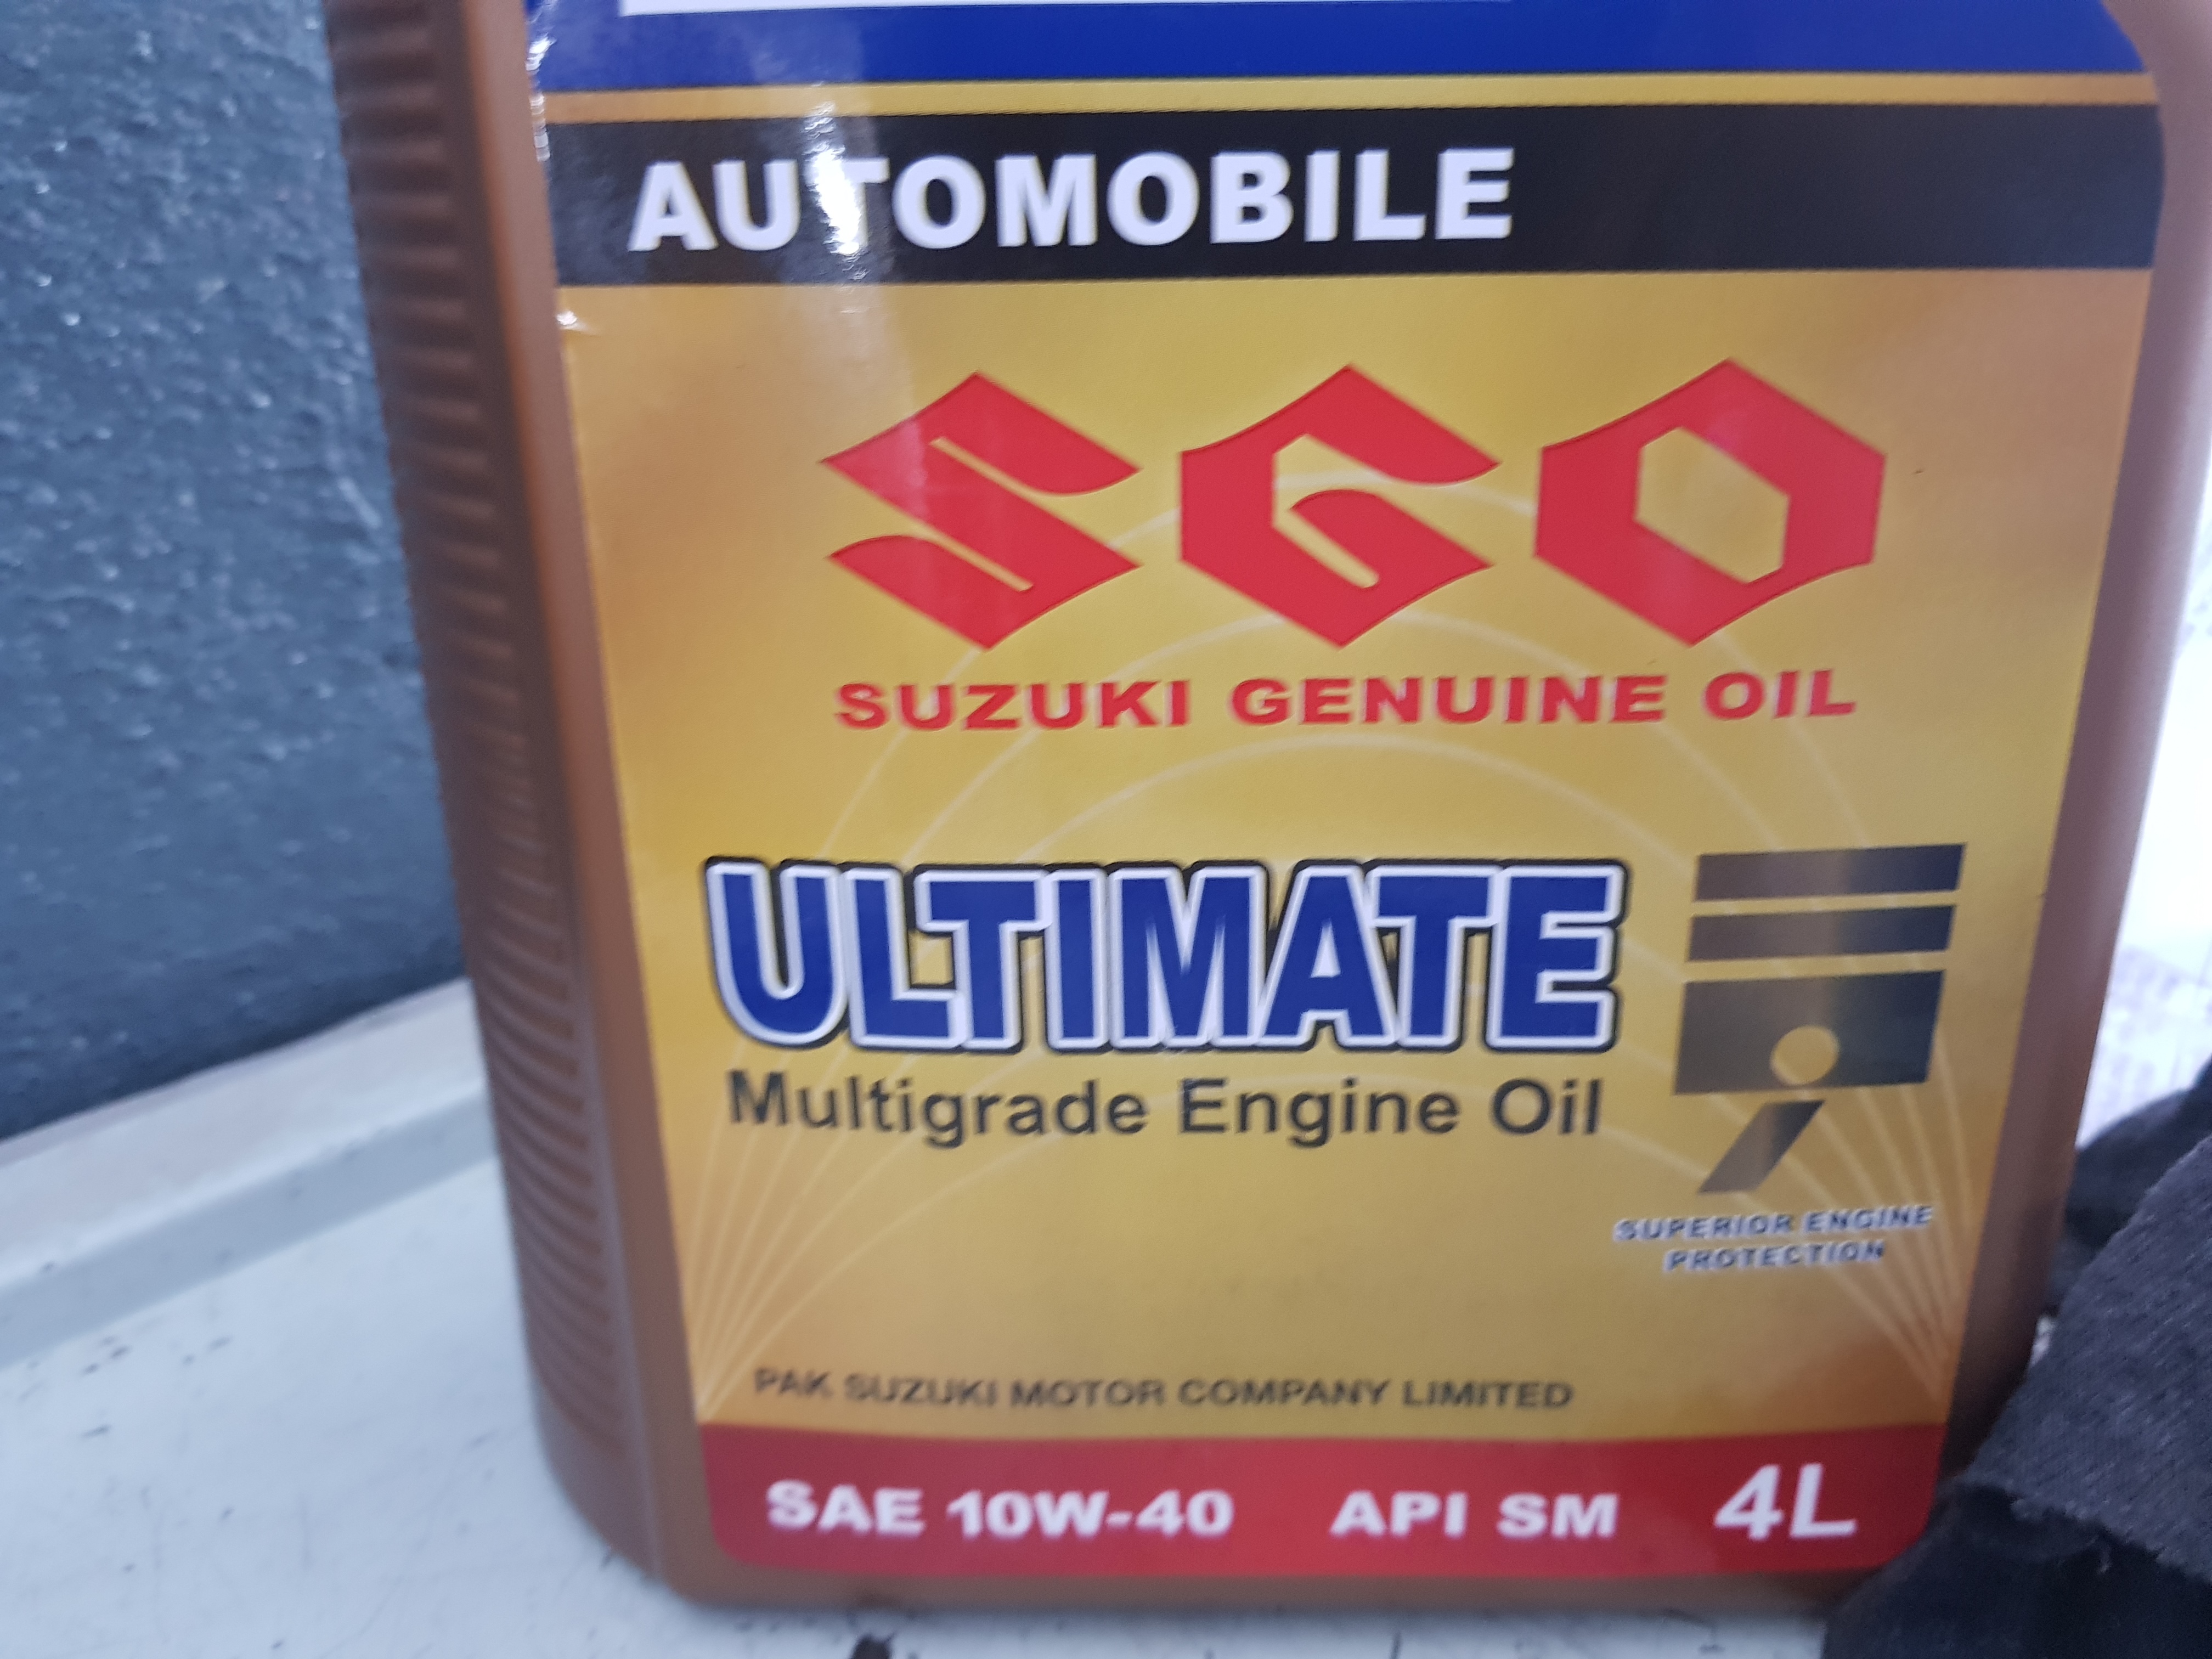 AUTOMOBILE
SGO
SUZUKI GENUINE OIL
ULTIMATE
Multigrade Engine Oil
SUPERIOR ENGINE
PROTECTION
PAK SUZUKI MOTOR COMPANY LIMITED
SAE 10W-40 API SM 4L